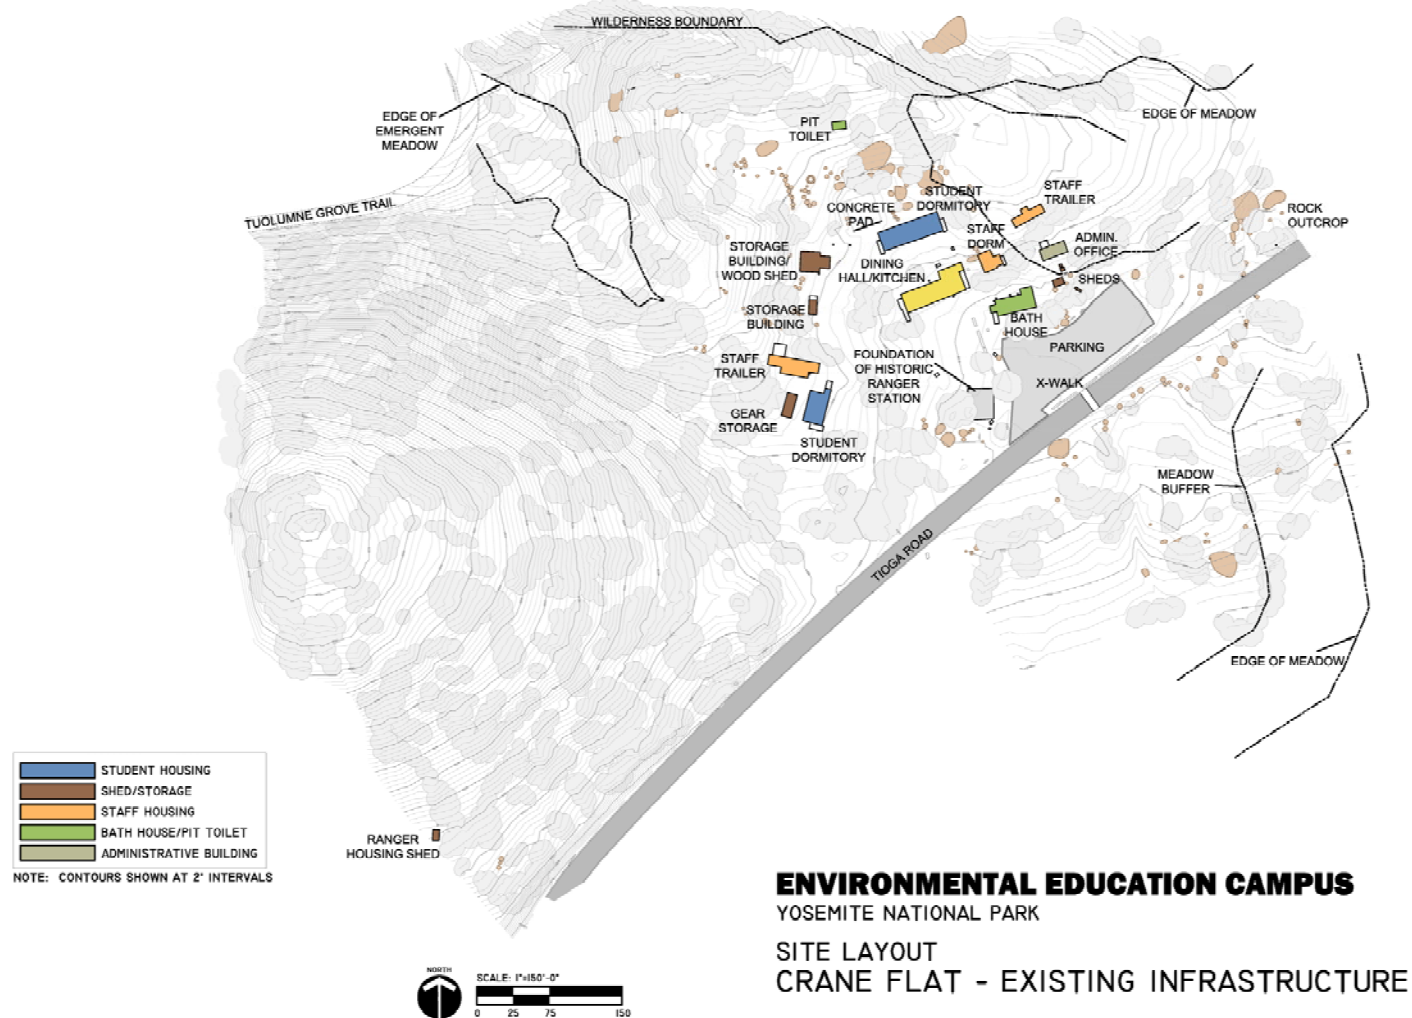 WILDERNESS BOUNDARY
EDGE OF
EMERGENT
MEADOW
PIT
TOILET
EDGE OF MEADOW
TUOLUMNE GROVE TRAIL
CONCRETE
PAD
STUDENT
DORMITORY
STAFF
TRAILER
ROCK
OUTCROP
STAFF
DORM
ADMIN.
OFFICE
STORAGE
BUILDING/
WOOD SHED
DINING
HALL/KITCHEN
SHEDS
STORAGE
BUILDING
BATH
HOUSE
PARKING
STAFF
TRAILER
FOUNDATION
OF HISTORIC
RANGER
STATION
X-WALK
GEAR
STORAGE
STUDENT
DORMITORY
MEADOW
BUFFER
TIOGA ROAD
EDGE OF MEADOW
STUDENT HOUSING
SHED/STORAGE
STAFF HOUSING
BATH HOUSE/PIT TOILET
ADMINISTRATIVE BUILDING
NOTE: CONTOURS SHOWN AT 2' INTERVALS
RANGER
HOUSING SHED
ENVIRONMENTAL EDUCATION CAMPUS
YOSEMITE NATIONAL PARK
SITE LAYOUT
CRANE FLAT - EXISTING INFRASTRUCTURE
NORTH
SCALE: 1"=150'-0"
0 25 75 150